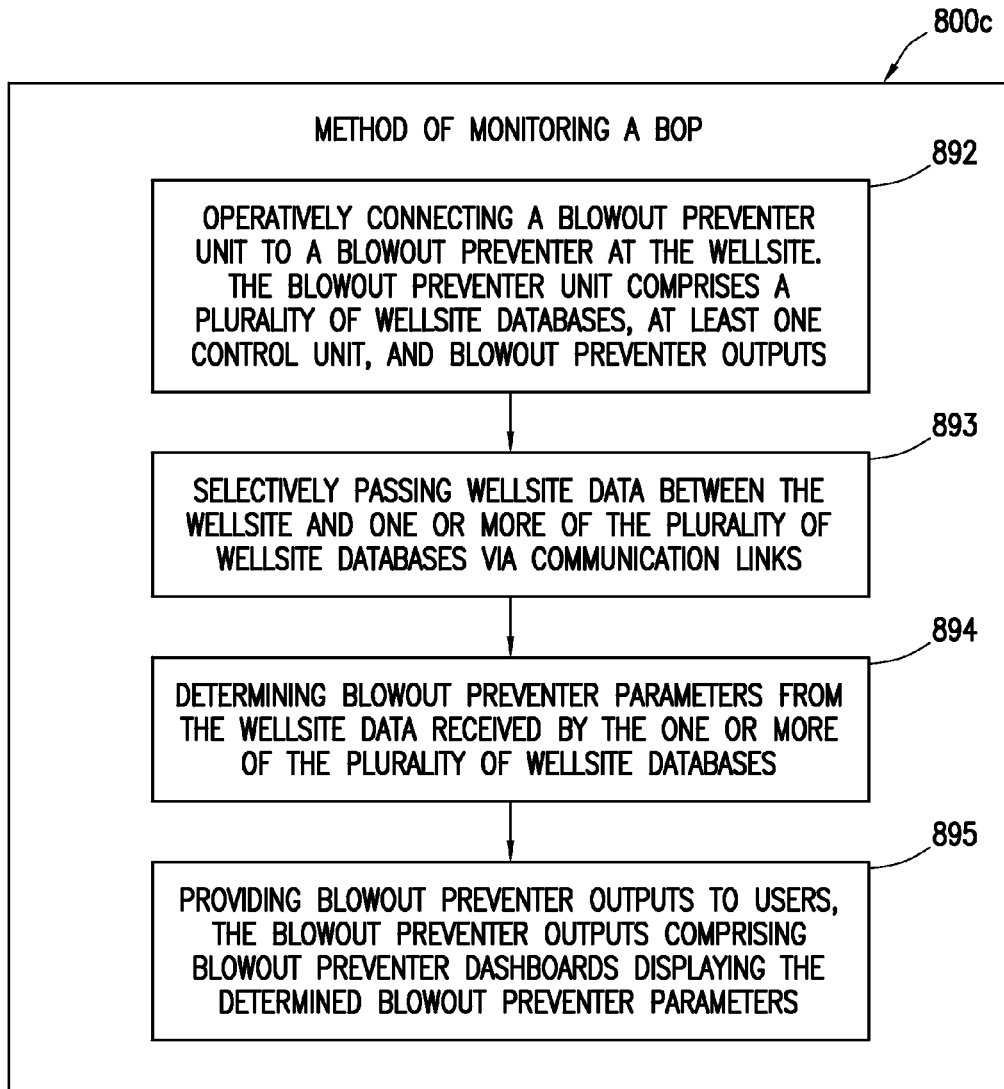 800c
METHOD OF MONITORING A BOP
892
OPERATIVELY CONNECTING A BLOWOUT PREVENTER
UNIT TO A BLOWOUT PREVENTER AT THE WELLSITE.
THE BLOWOUT PREVENTER UNIT COMPRISES A
PLURALITY OF WELLSITE DATABASES, AT LEAST ONE
CONTROL UNIT, AND BLOWOUT PREVENTER OUTPUTS
893
SELECTIVELY PASSING WELLSITE DATA BETWEEN THE
WELLSITE AND ONE OR MORE OF THE PLURALITY OF
WELLSITE DATABASES VIA COMMUNICATION LINKS
894
DETERMINING BLOWOUT PREVENTER PARAMETERS FROM
THE WELLSITE DATA RECEIVED BY THE ONE OR MORE
OF THE PLURALITY OF WELLSITE DATABASES
895
PROVIDING BLOWOUT PREVENTER OUTPUTS TO USERS,
THE BLOWOUT PREVENTER OUTPUTS COMPRISING
BLOWOUT PREVENTER DASHBOARDS DISPLAYING THE
DETERMINED BLOWOUT PREVENTER PARAMETERS